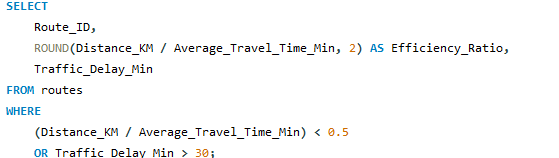 SELECT
Route_ID,
ROUND(Distance_KM / Average_Travel_Time_Min, 2) AS Efficiency_Ratio,
Traffic_Delay_Min
FROM routes
WHERE
(Distance_KM / Average_Travel_Time_Min) < 0.5
OR Traffic_Delay_Min > 30;